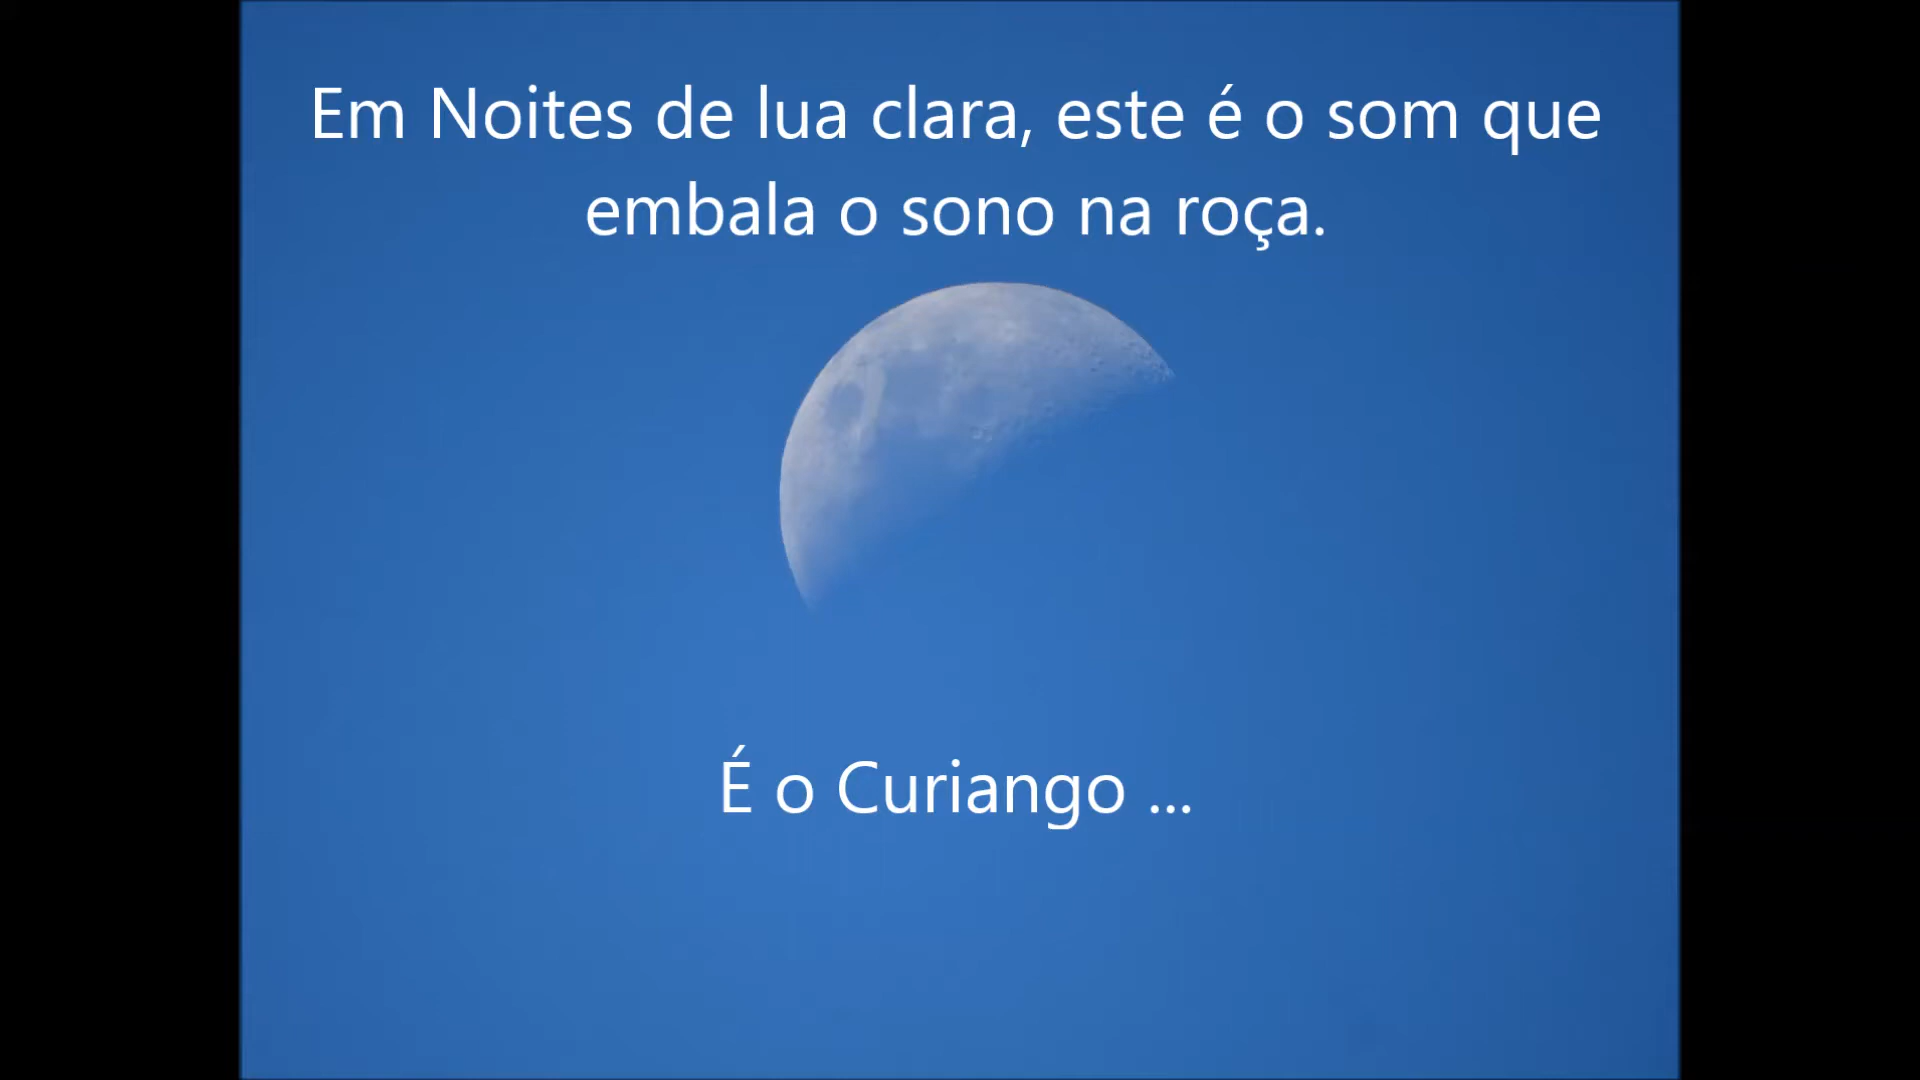 Em Noites de lua clara, este é o som que
embala o sono na roça.
É o Curiango ...